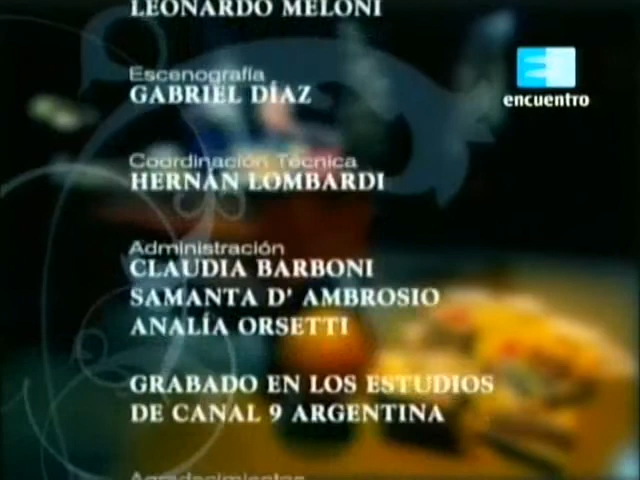 LEONARDO MELONI
Escenografía
GABRIEL DÍAZ
encuentro
Coordinación Técnica
HERNÁN LOMBARDI
Administración
CLAUDIA BARBONI
SAMANTA D' AMBROSIO
ANALÍA ORSETTI
GRABADO EN LOS ESTUDIOS
DE CANAL 9 ARGENTINA
Agradecimientos